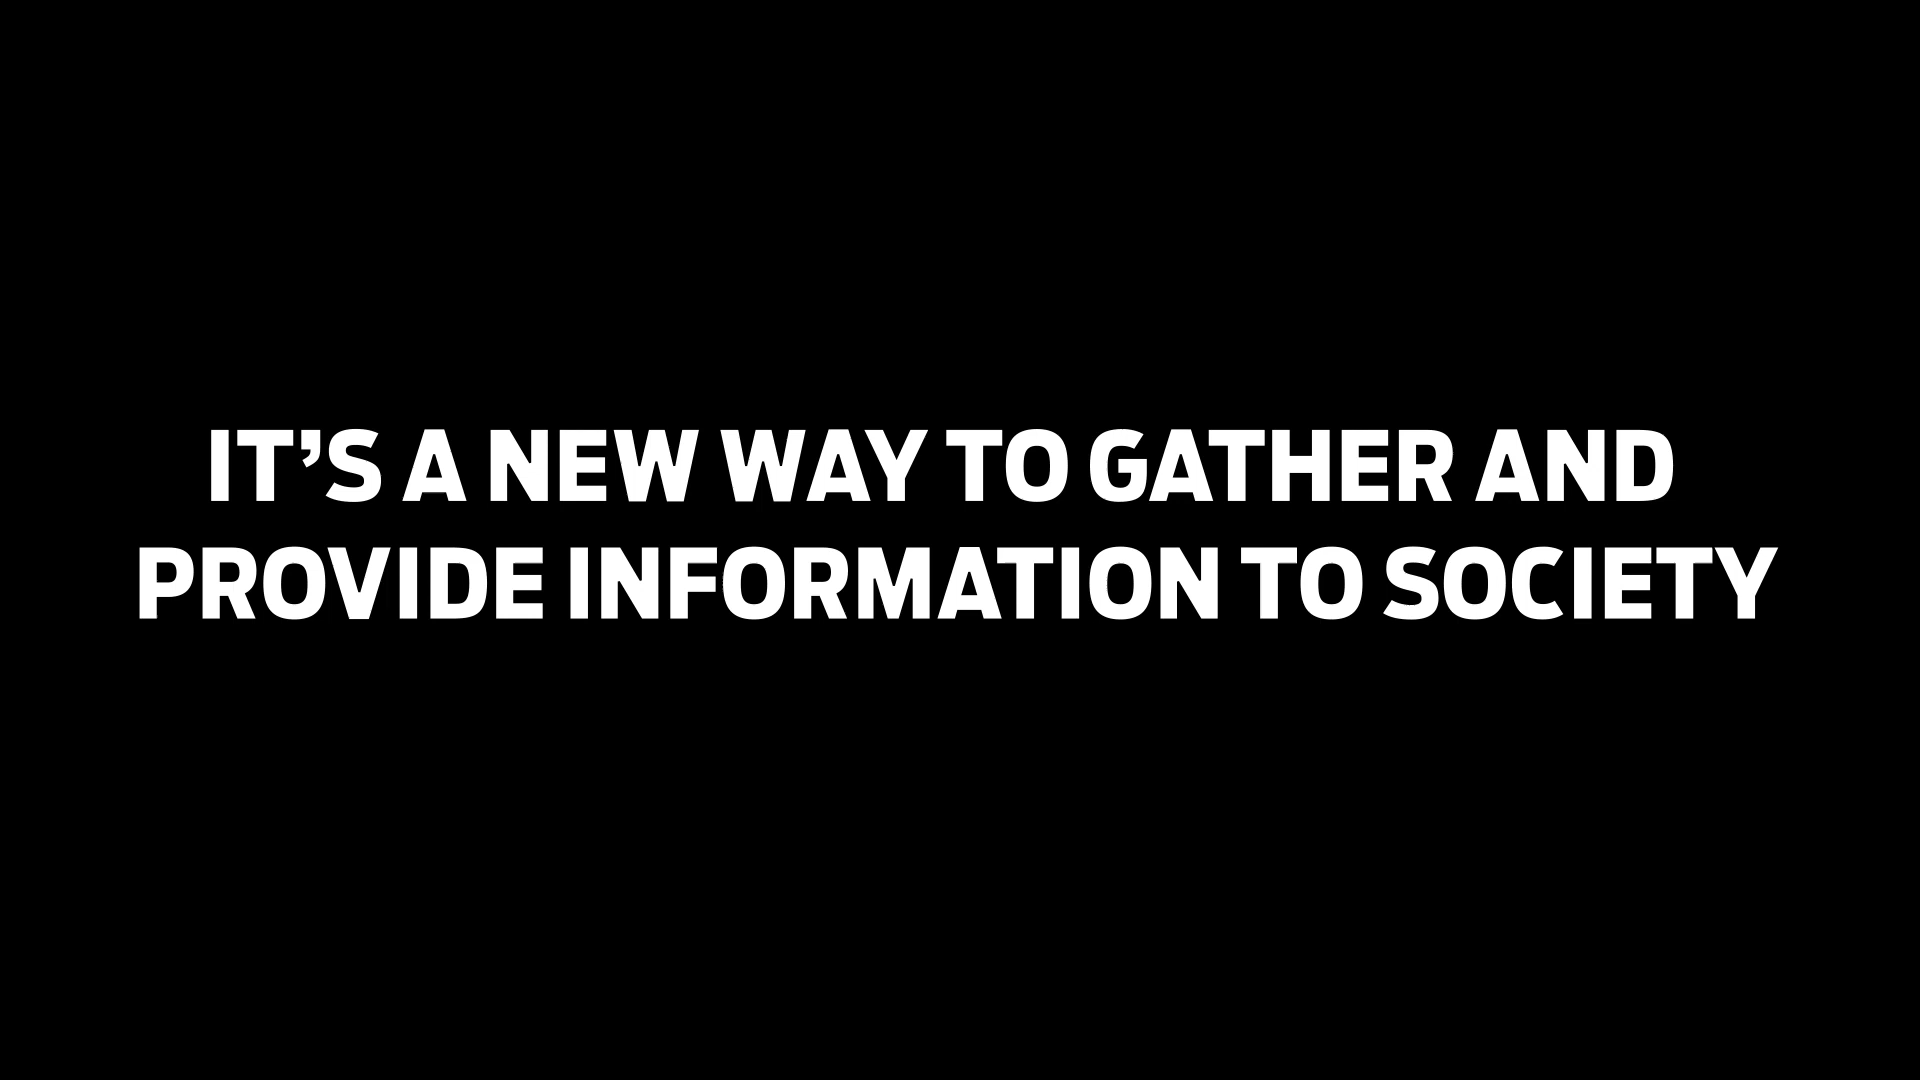 IT’S A NEW WAY TO GATHER AND
PROVIDE INFORMATION TO SOCIETY